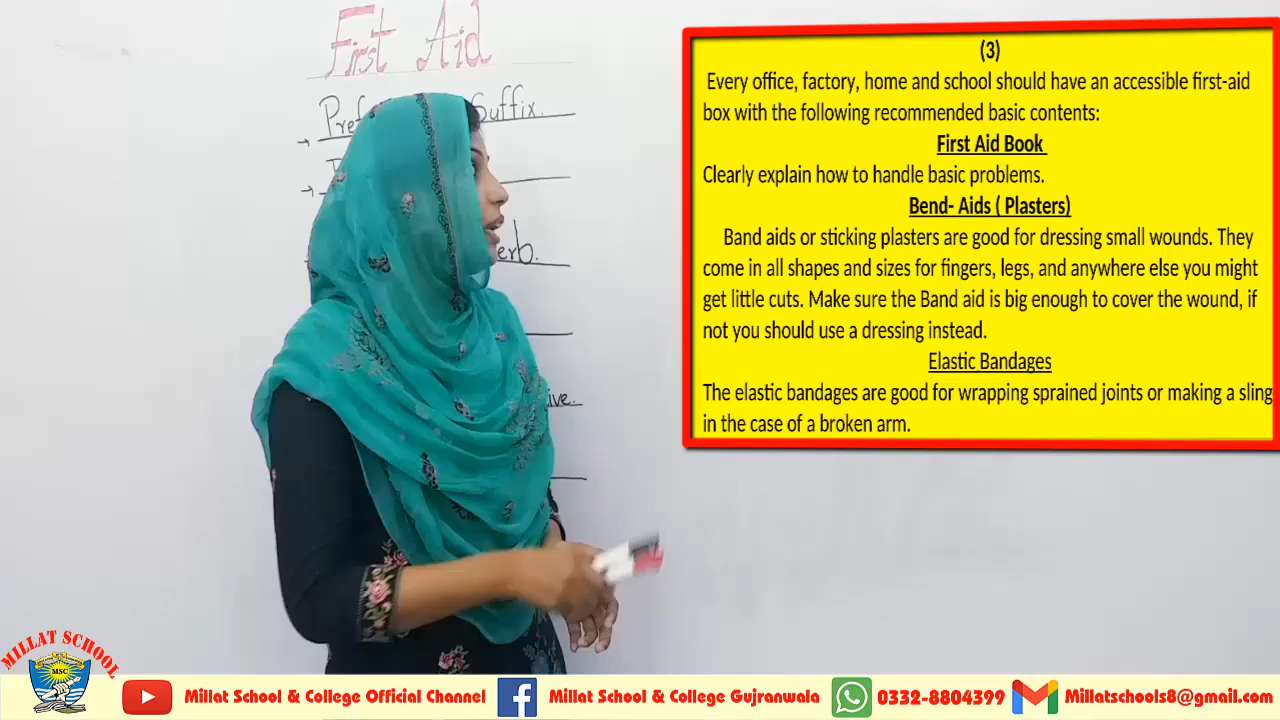 First Aid
Suffix.
erb.
ive.
(3)
Every office, factory, home and school should have an accessible first-aid
box with the following recommended basic contents:
First Aid Book
Clearly explain how to handle basic problems.
Bend- Aids ( Plasters)
Band aids or sticking plasters are good for dressing small wounds. They
come in all shapes and sizes for fingers, legs, and anywhere else you might
get little cuts. Make sure the Band aid is big enough to cover the wound, if
not you should use a dressing instead.
Elastic Bandages
The elastic bandages are good for wrapping sprained joints or making a sling
in the case of a broken arm.
MILLAT SCHOOL
MSC
Millat School & College Official Channel
Millat School & College Gujranwala
0332-8804399
Millatschools8@gmail.com